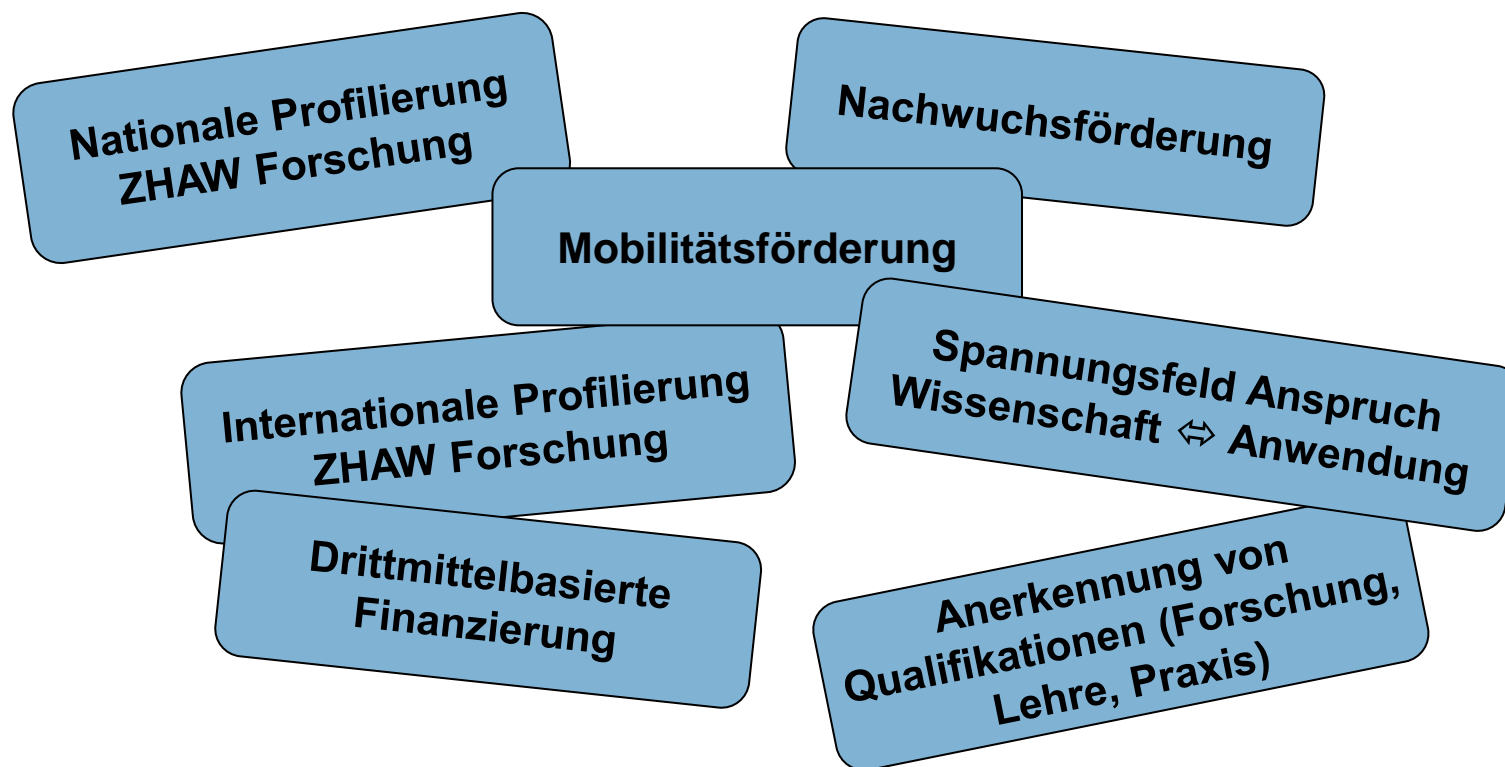 Nationale Profilierung
ZHAW Forschung
Nachwuchsförderung
Mobilitätsförderung
Internationale Profilierung
ZHAW Forschung
Spannungsfeld Anspruch
Wissenschaft ⬄ Anwendung
Drittmittelbasierte
Finanzierung
Anerkennung von
Qualifikationen (Forschung,
Lehre, Praxis)